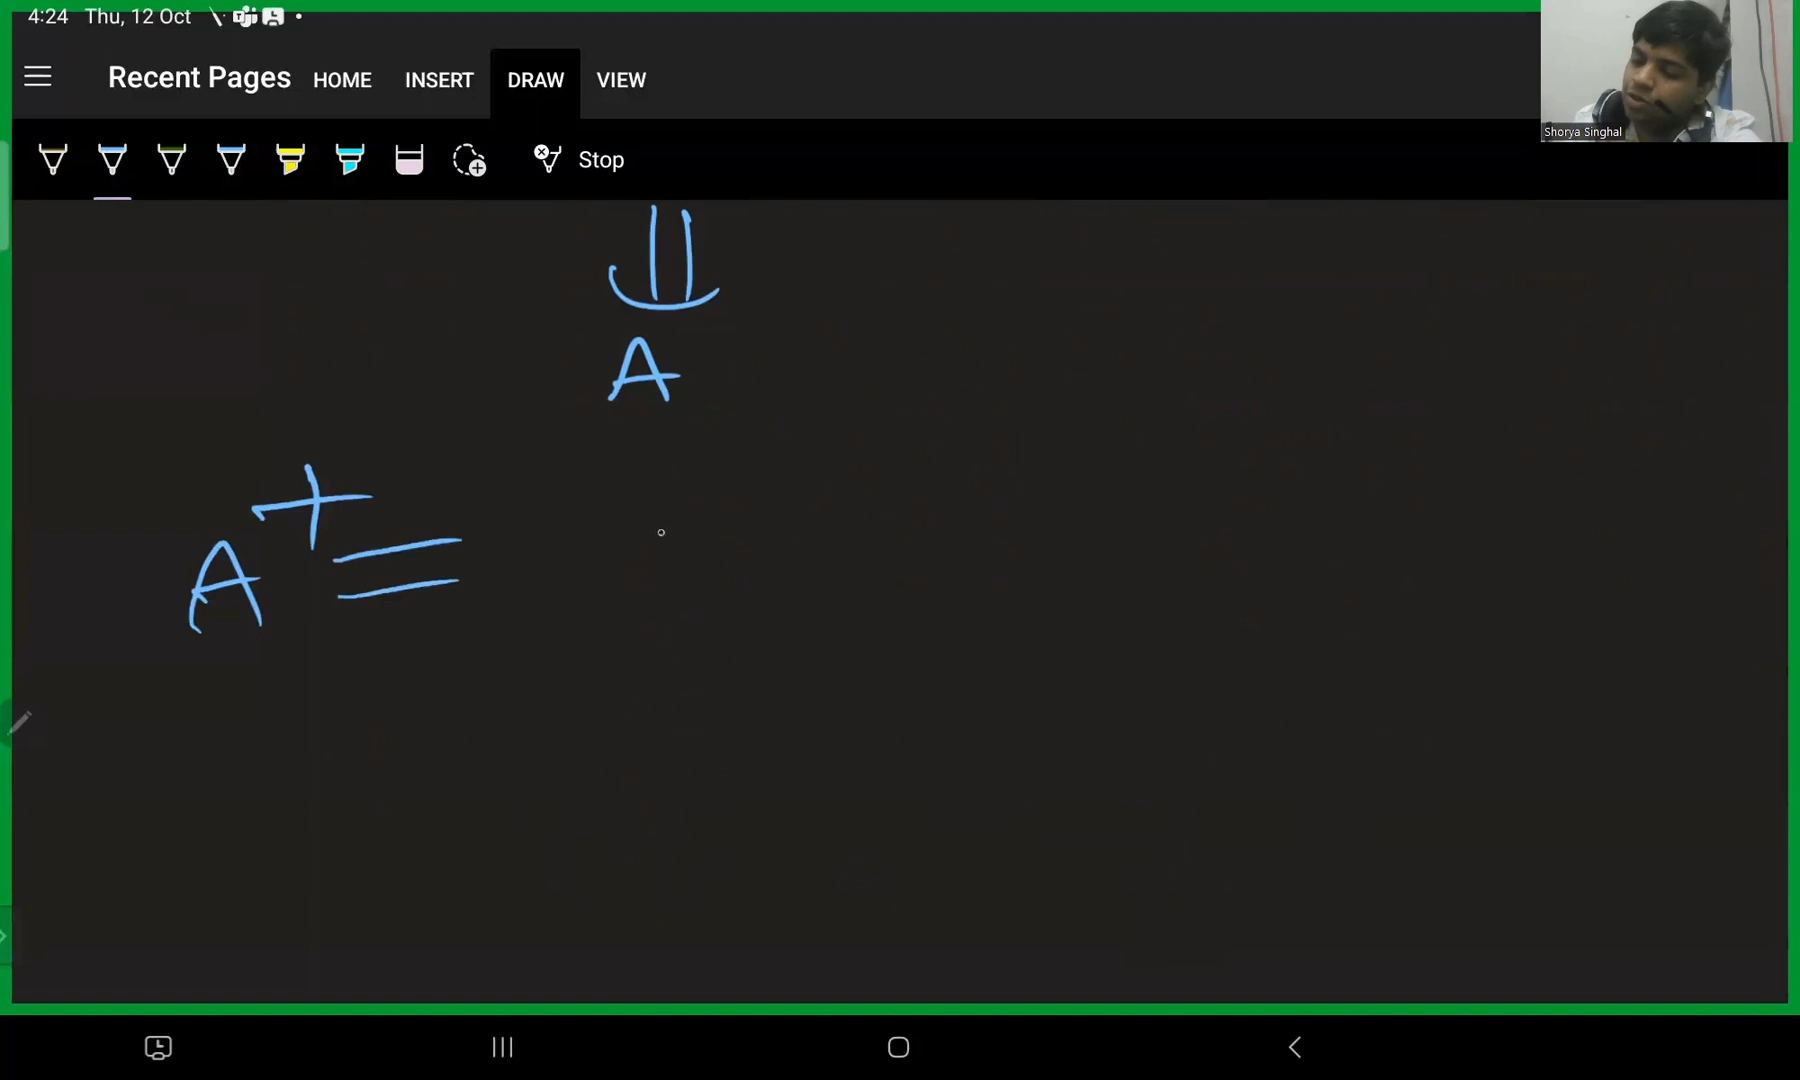 4:24 Thu, 12 Oct
Recent Pages HOME INSERT DRAW VIEW
Shorya Singhal
Stop
A
A+ =